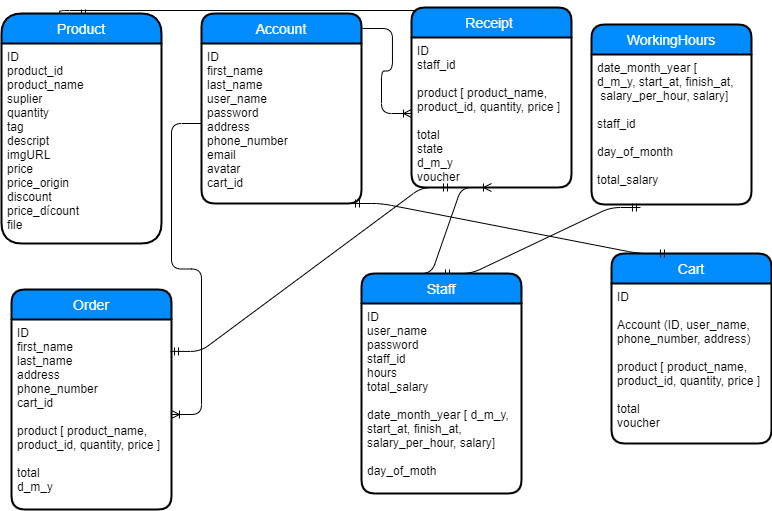 Product
ID
product_id
product_name
suplier
quantity
tag
descript
imgURL
price
price_origin
discount
price_dícount
file
Account
ID
first_name
last_name
user_name
password
address
phone_number
email
avatar
cart_id
Receipt
ID
staff_id
product [ product_name,
product_id, quantity, price ]
total
state
d_m_y
voucher
WorkingHours
date_month_year [
d_m_y, start_at, finish_at,
salary_per_hour, salary]
staff_id
day_of_month
total_salary
Order
ID
first_name
last_name
address
phone_number
cart_id
product [ product_name,
product_id, quantity, price ]
total
d_m_y
Staff
ID
user_name
password
staff_id
hours
total_salary
date_month_year [ d_m_y,
start_at, finish_at,
salary_per_hour, salary]
day_of_moth
Cart
ID
Account (ID, user_name,
phone_number, address)
product [ product_name,
product_id, quantity, price ]
total
voucher